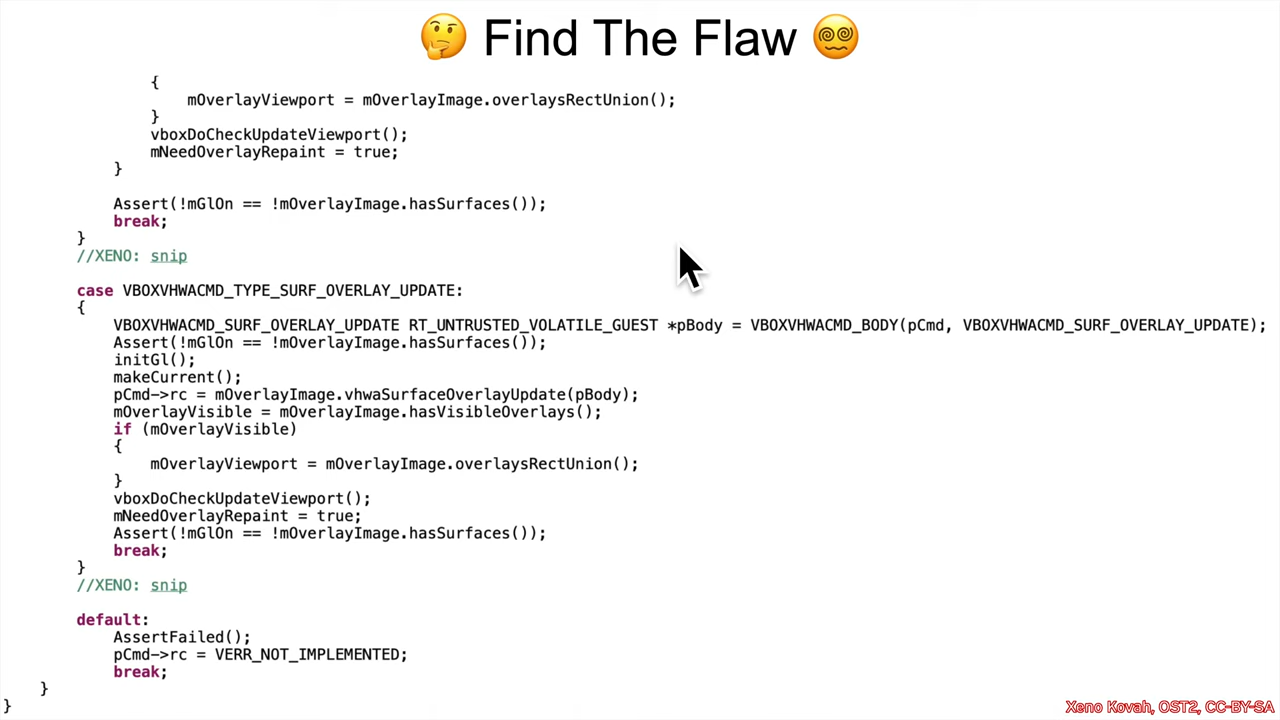 🤔 Find The Flaw 😵‍💫
{
mOverlayViewport = mOverlayImage.overlaysRectUnion();
}
vboxDoCheckUpdateViewport();
mNeedOverlayRepaint = true;
}
Assert(!mGlOn == !mOverlayImage.hasSurfaces());
break;
}
//XENO: snip
case VBOXVHWACMD_TYPE_SURF_OVERLAY_UPDATE:
{
VBOXVHWACMD_SURF_OVERLAY_UPDATE RT_UNTRUSTED_VOLATILE_GUEST *pBody = VBOXVHWACMD_BODY(pCmd, VBOXVHWACMD_SURF_OVERLAY_UPDATE);
Assert(!mGlOn == !mOverlayImage.hasSurfaces());
initGl();
makeCurrent();
pCmd->rc = mOverlayImage.vhwaSurfaceOverlayUpdate(pBody);
mOverlayVisible = mOverlayImage.hasVisibleOverlays();
if (mOverlayVisible)
{
mOverlayViewport = mOverlayImage.overlaysRectUnion();
}
vboxDoCheckUpdateViewport();
mNeedOverlayRepaint = true;
Assert(!mGlOn == !mOverlayImage.hasSurfaces());
break;
}
//XENO: snip
default:
AssertFailed();
pCmd->rc = VERR_NOT_IMPLEMENTED;
break;
}
}
Xeno Kovah, OST2, CC-BY-SA